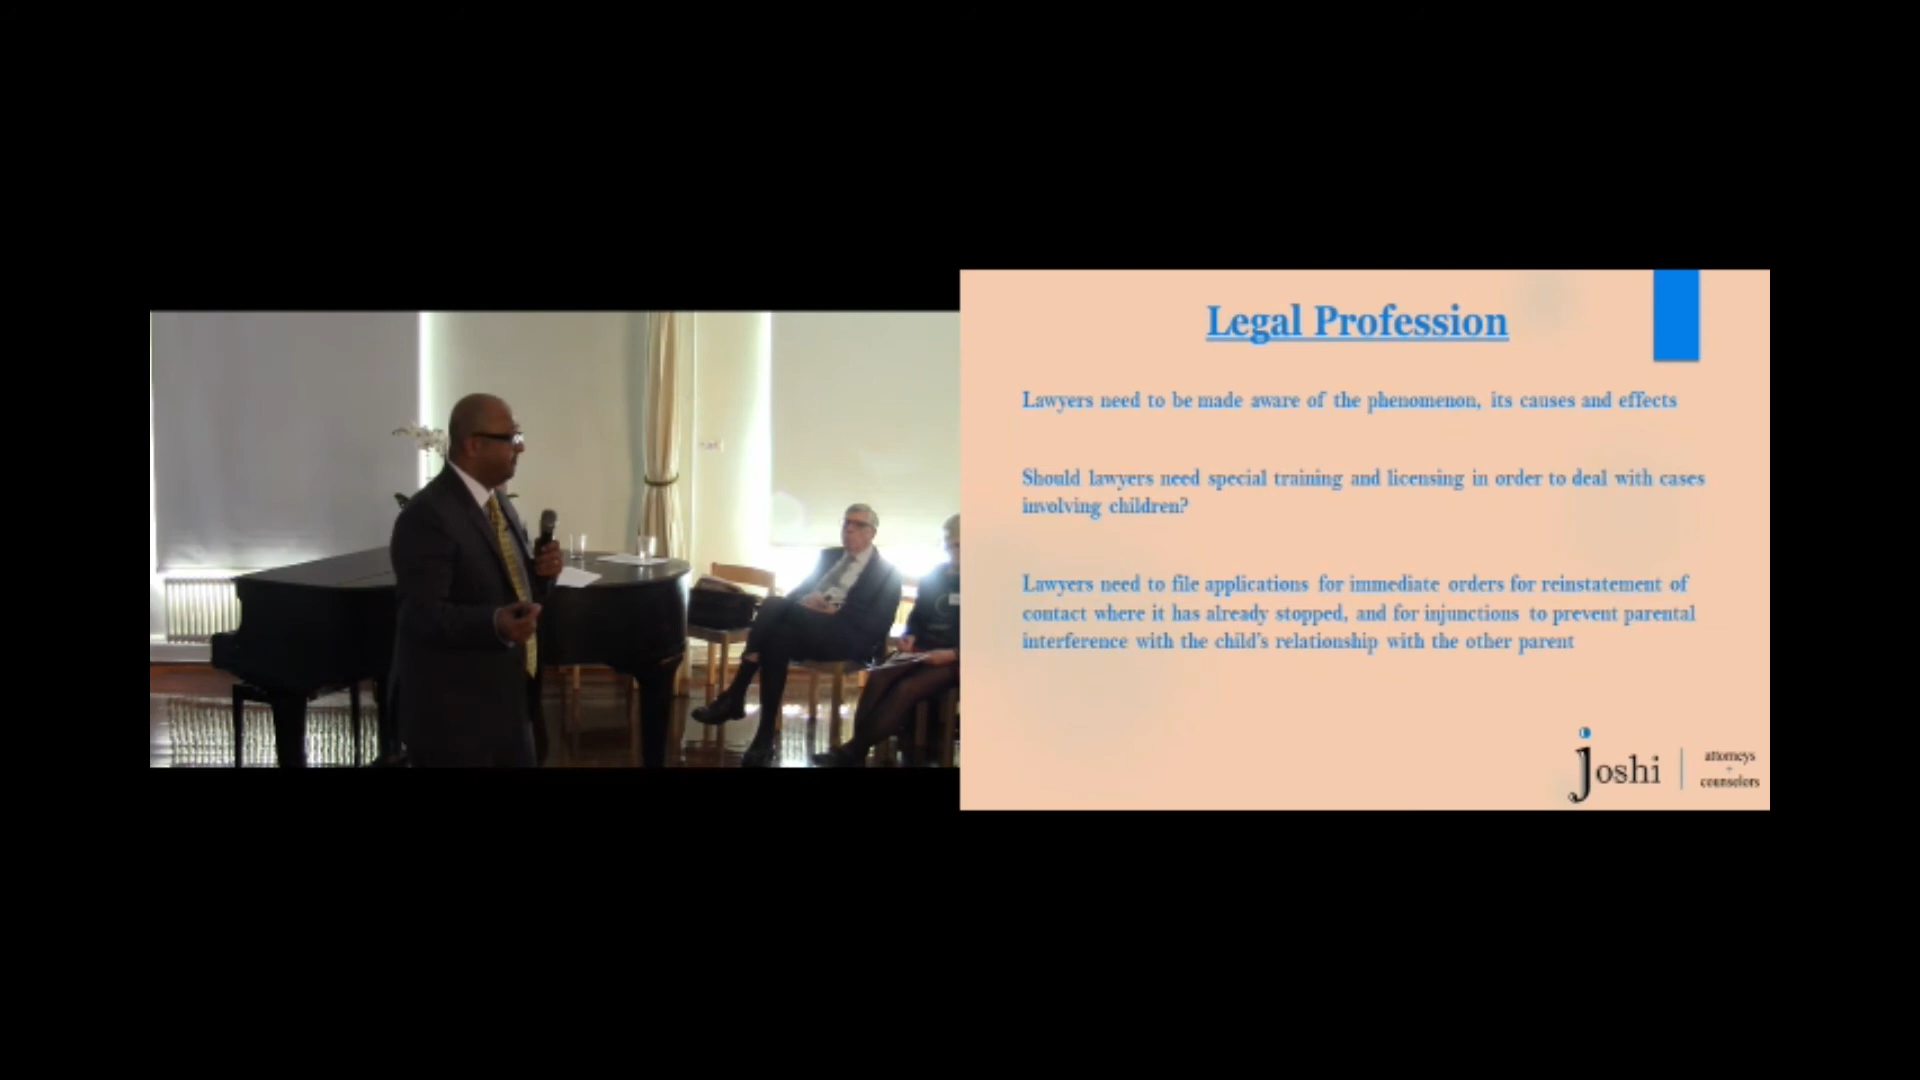 Legal Profession
Lawyers need to be made aware of the phenomenon, its causes and effects
Should lawyers need special training and licensing in order to deal with cases
involving children?
Lawyers need to file applications for immediate orders for reinstatement of
contact where it has already stopped, and for injunctions to prevent parental
interference with the child's relationship with the other parent
Joshi
attorneys
+
counselors